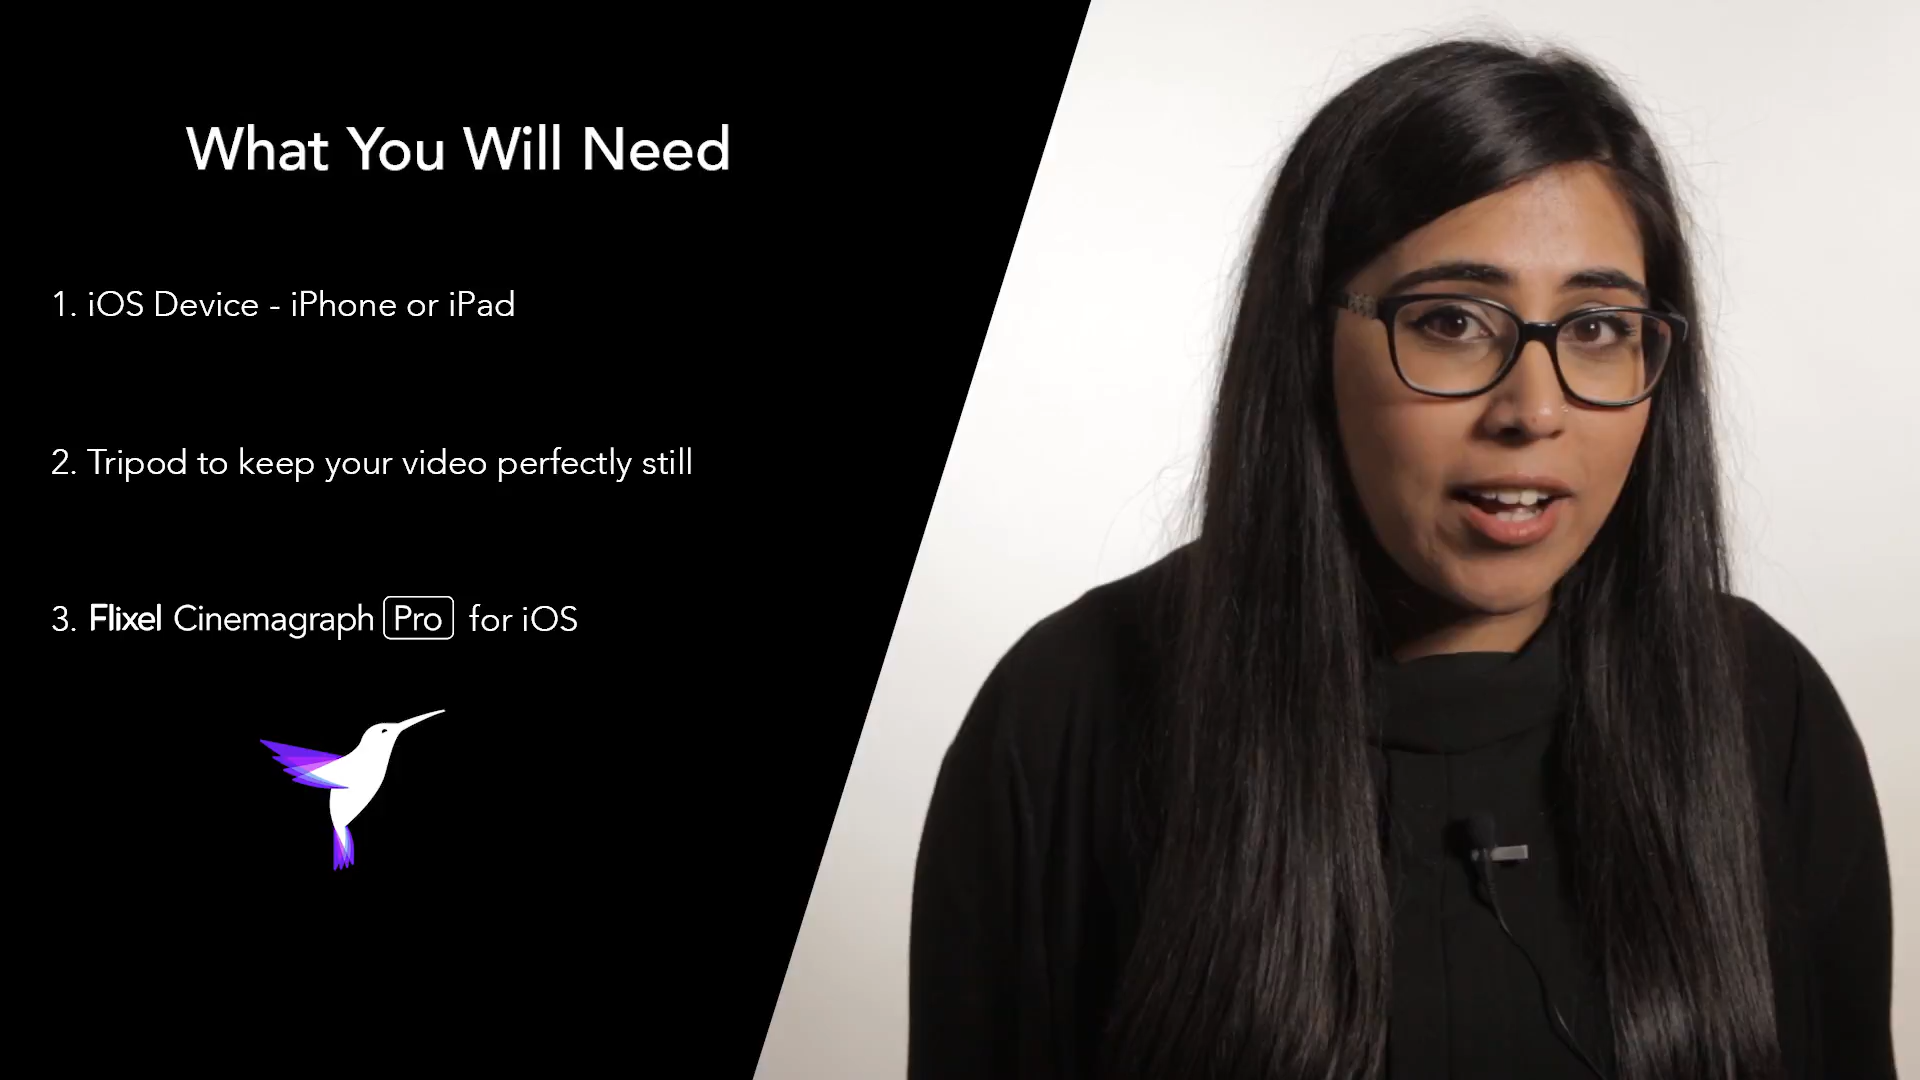 What You Will Need
1. iOS Device - iPhone or iPad
2. Tripod to keep your video perfectly still
3. Flixel Cinemagraph Pro for iOS